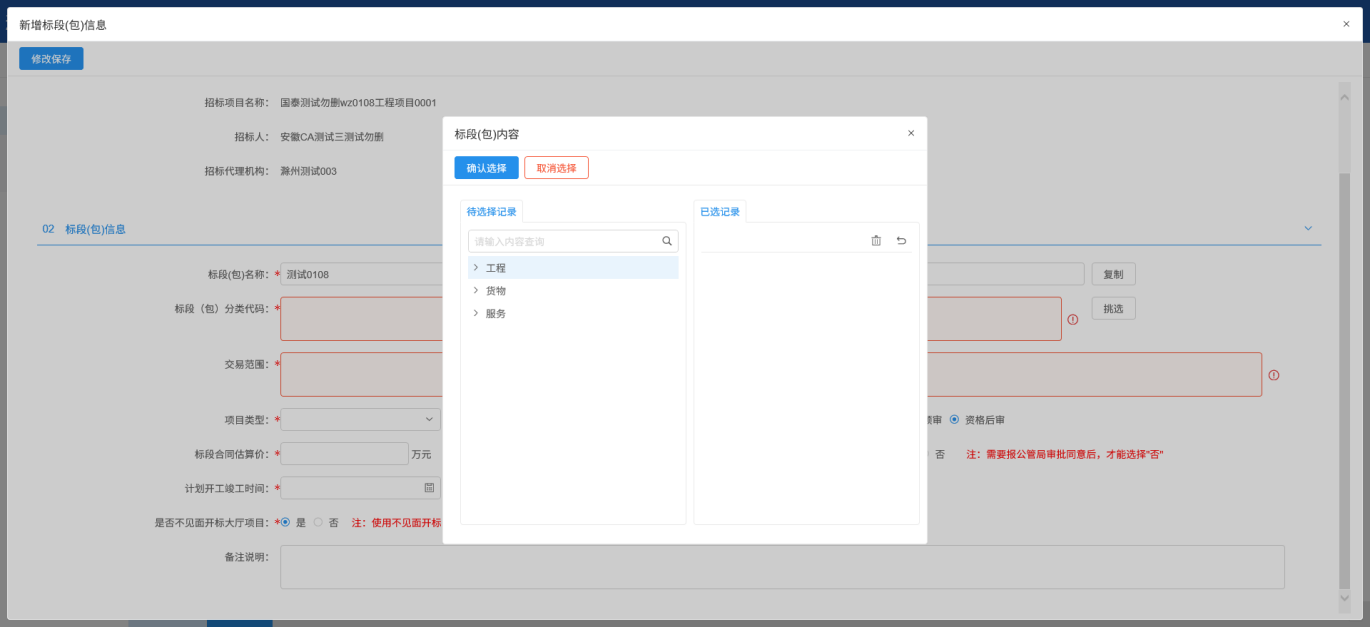 新增标段(包)信息
修改保存
招标项目名称： 国泰测试勿删wz0108工程项目0001
招标人： 安徽CA测试三测试勿删
招标代理机构： 滁州测试003
02 标段(包)信息
标段(包)名称：*测试0108 复制
标段（包）分类代码：* 挑选
交易范围：*
项目类型：* 资格后审
标段合同估算价：* 万元 否 注：需要报公管局审批同意后，才能选择"否"
计划开工竣工时间：*
是否不见面开标大厅项目：* 是 否 注：使用不见面开标
备注说明：
标段(包)内容
确认选择 取消选择
待选择记录 已选记录
请输入内容查询
工程
货物
服务